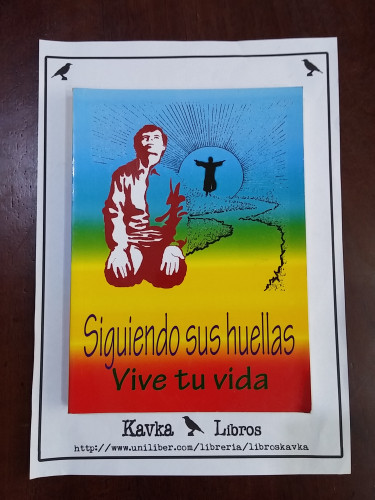 Siguiendo sus huellas
Vive tu vida
Kavka Libros
http://www.uniliber.com/libreria/libroskavka